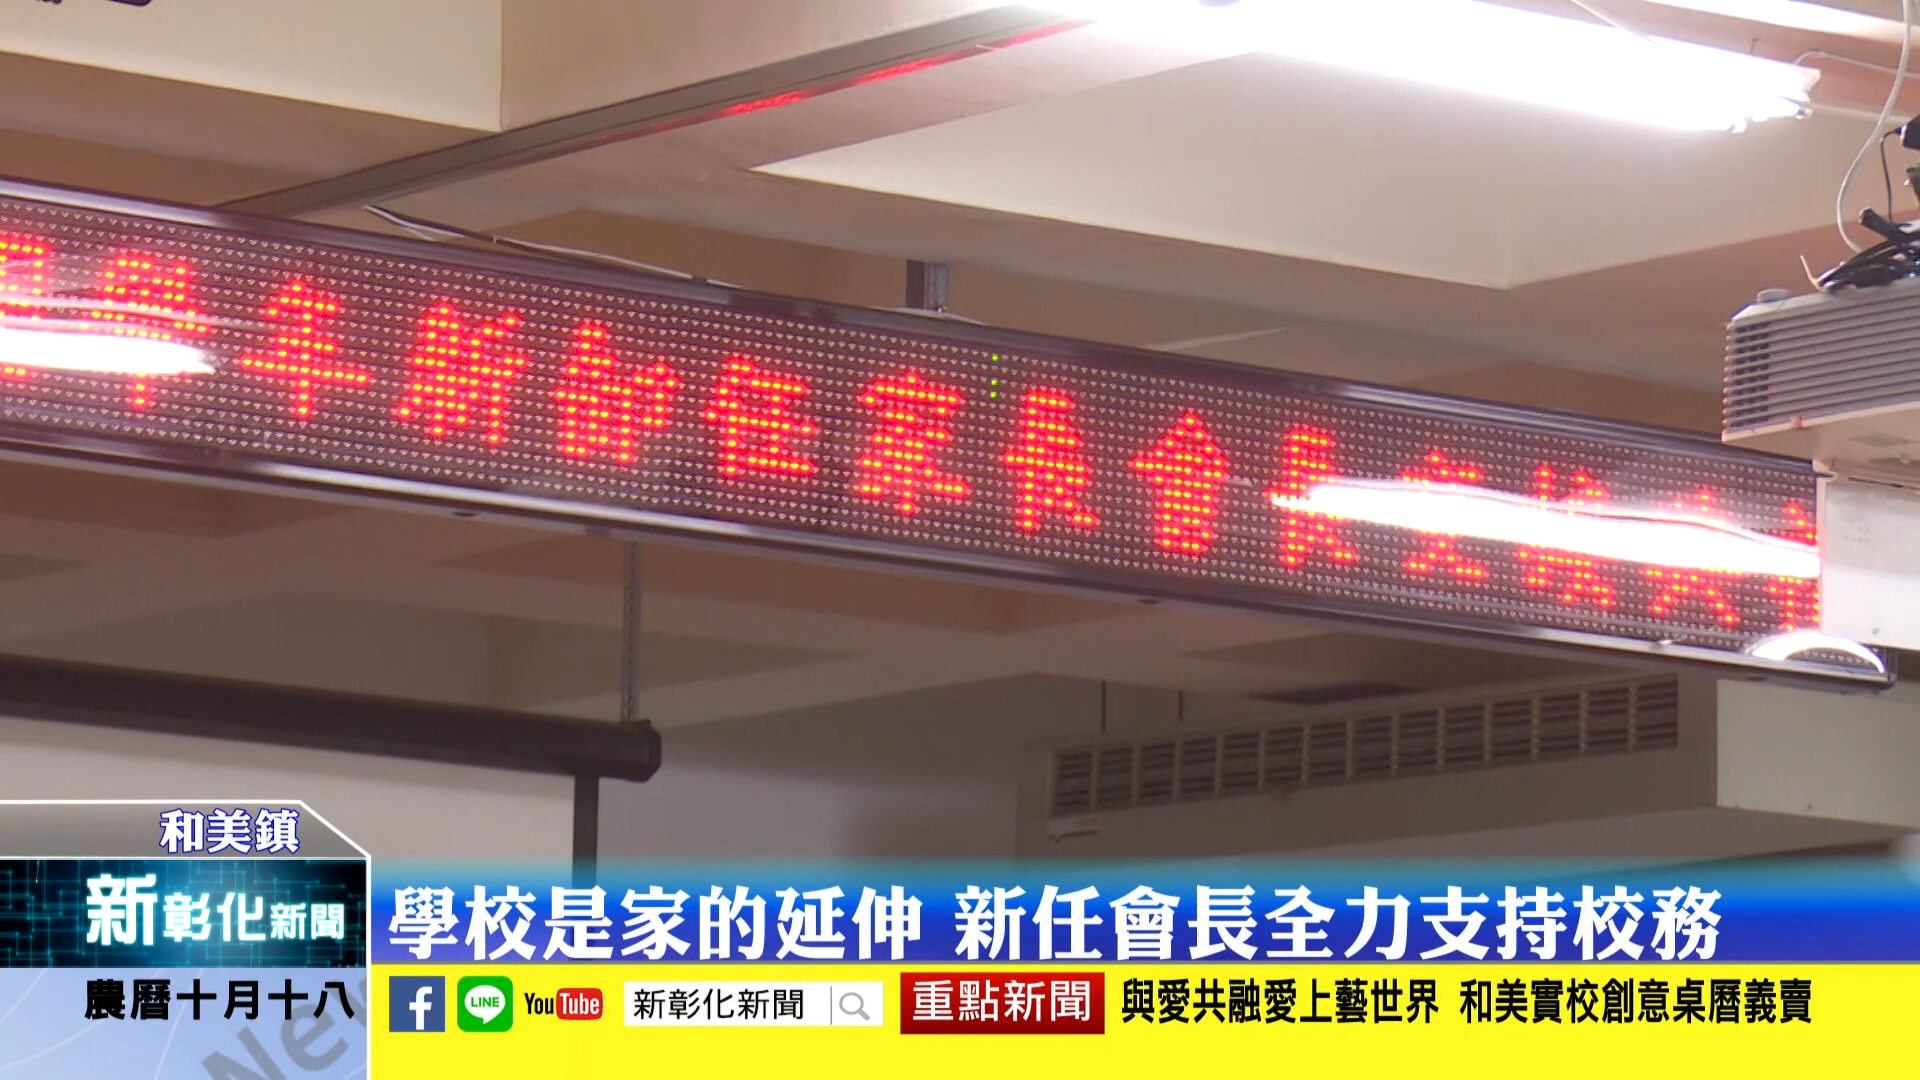 學年新卸任家長會長交接典
和美鎮
新彰化新聞
學校是家的延伸 新任會長全力支持校務
農曆十月十八
LINE
YouTube
新彰化新聞
重點新聞
與愛共融愛上藝世界 和美實校創意桌曆義賣